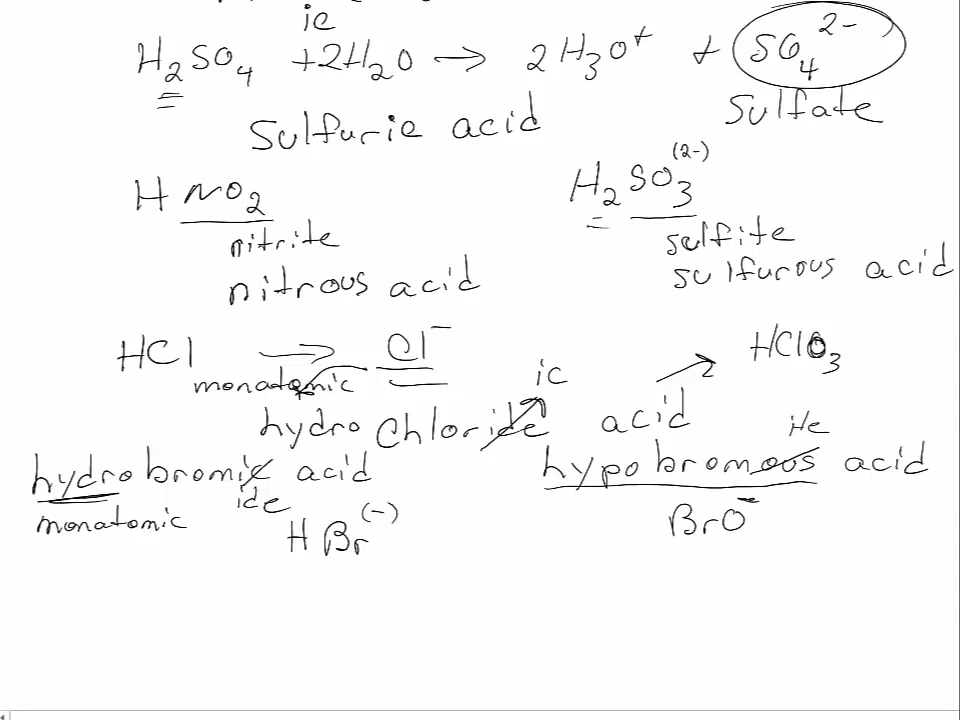 ic
H2SO4 +2H2O → 2H3O+ + SO4 2-
sulfate
sulfuric acid
HNO2
H2SO3 (2-)
nitrite
sulfite
nitrous acid
sulfurous acid
HCl → Cl−
HClO3
monatomic
ic
hydro chloride acid
ite
hydrobromic acid
hypobromous acid
ide
monatomic
HBr (-)
BrO−